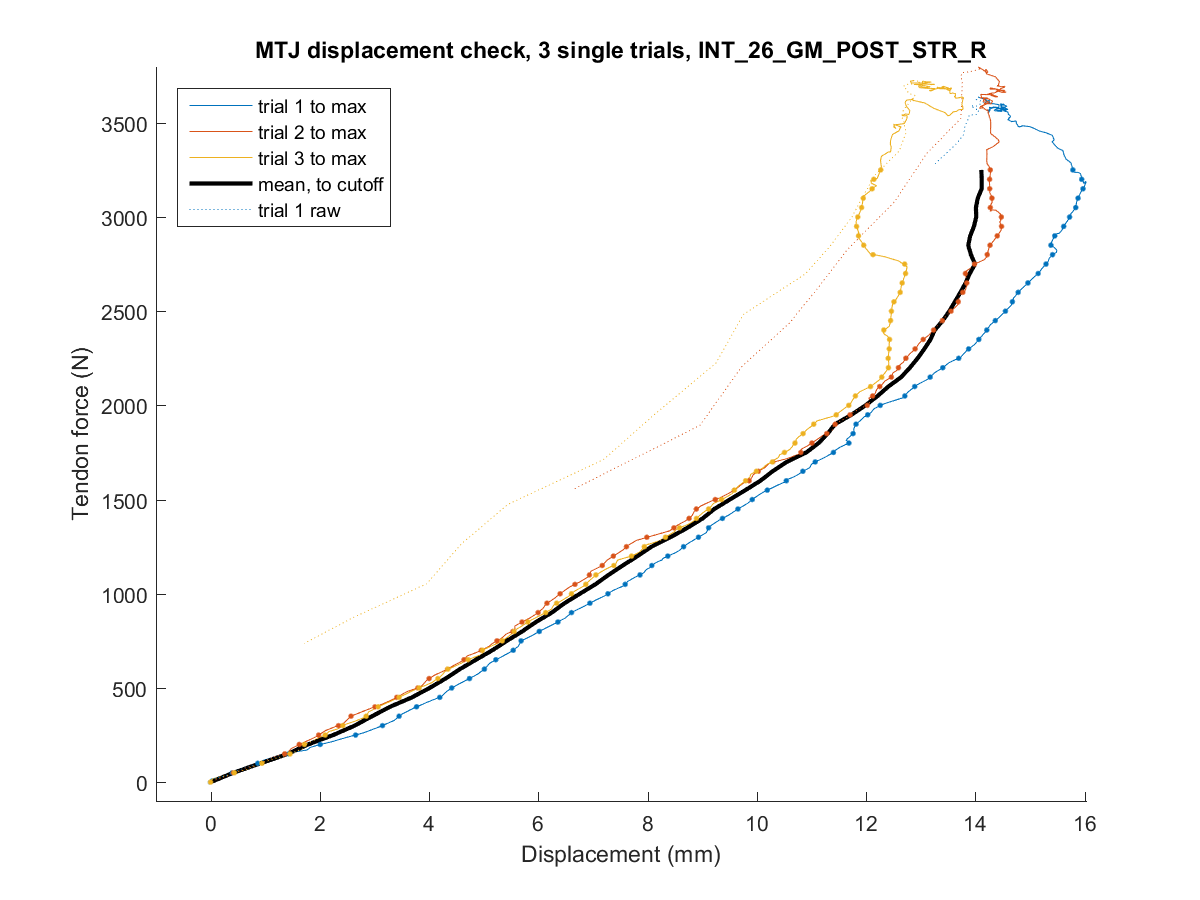 MTJ displacement check, 3 single trials, INT_26_GM_POST_STR_R
trial 1 to max
trial 2 to max
trial 3 to max
mean, to cutoff
trial 1 raw
3500
3000
2500
2000
1500
1000
500
0
Tendon force (N)
0 2 4 6 8 10 12 14 16
Displacement (mm)